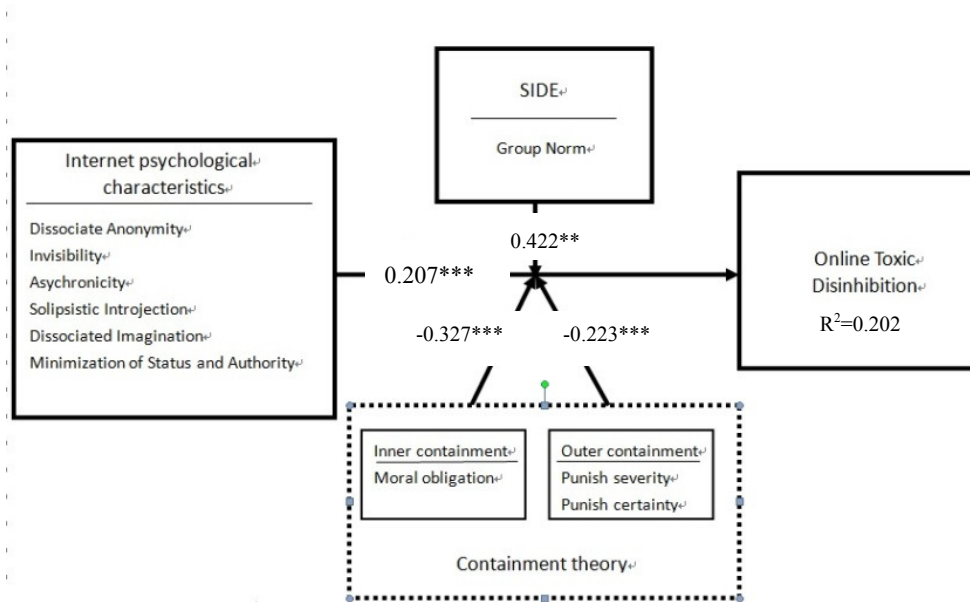 SIDE
Group Norm
Internet psychological
characteristics
Dissociate Anonymity
Invisibility
Asychronicity
Solipsistic Introjection
Dissociated Imagination
Minimization of Status and Authority
0.422**
0.207***
-0.327***
-0.223***
Online Toxic
Disinhibition
R²=0.202
Inner containment
Moral obligation
Outer containment
Punish severity
Punish certainty
Containment theory